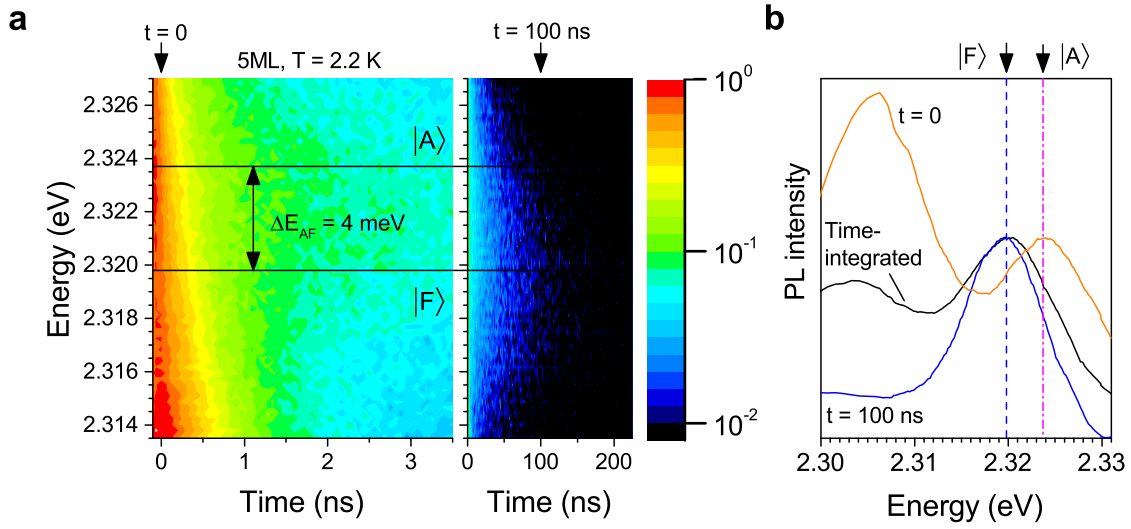 a
t = 0
5ML, T = 2.2 K
t = 100 ns
2.326
2.324
2.322
2.320
2.318
2.316
2.314
Energy (eV)
|A⟩
ΔE_AF = 4 meV
|F⟩
0 1 2 3
Time (ns)
0 100 200
Time (ns)
10^0
10^-1
10^-2
b
|F⟩ |A⟩
t = 0
Time-
integrated
t = 100 ns
PL intensity
2.30 2.31 2.32 2.33
Energy (eV)